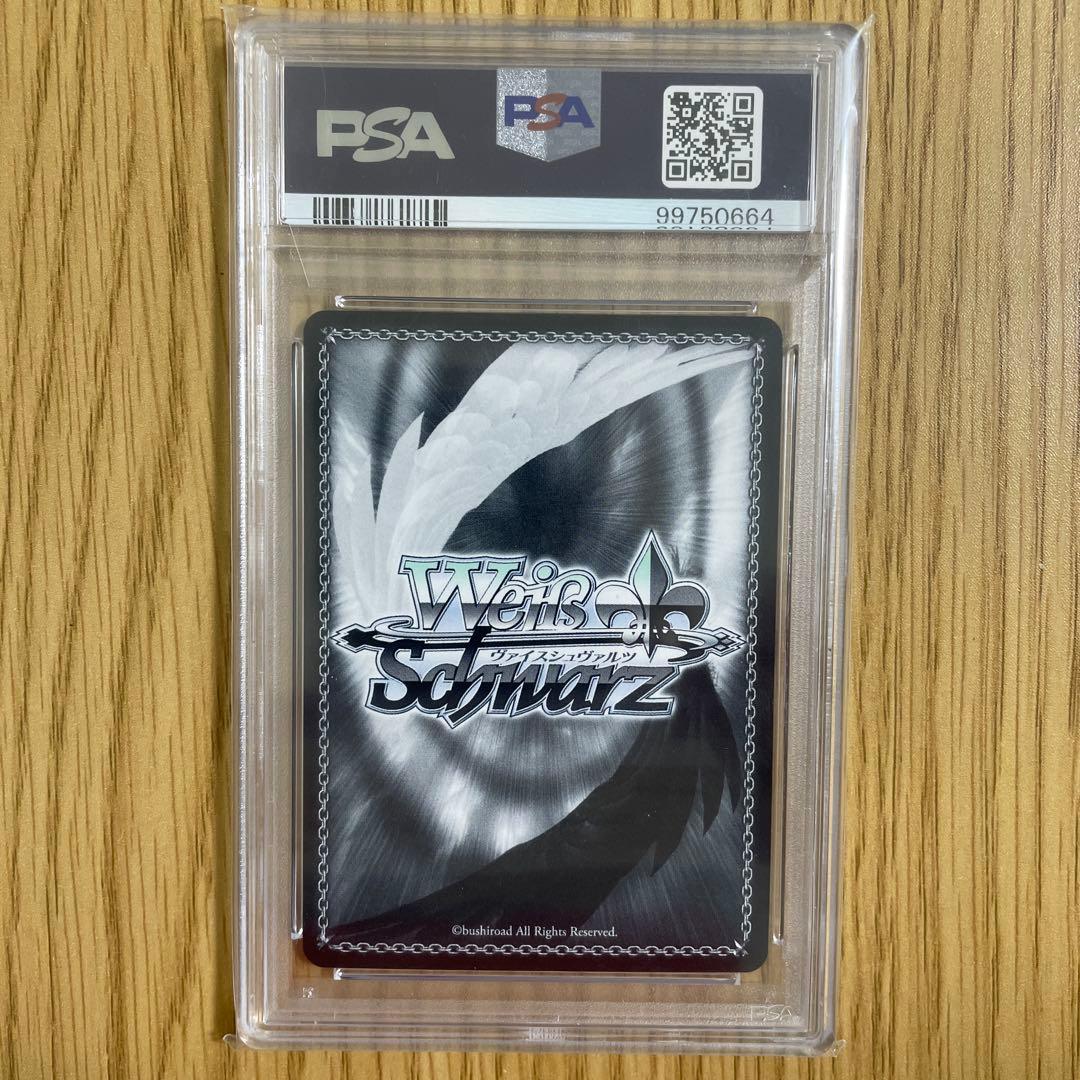 PSA
PSA
99750664
Weiß
ヴァイスシュヴァルツ
Schwarz
©bushiroad All Rights Reserved.
PSA